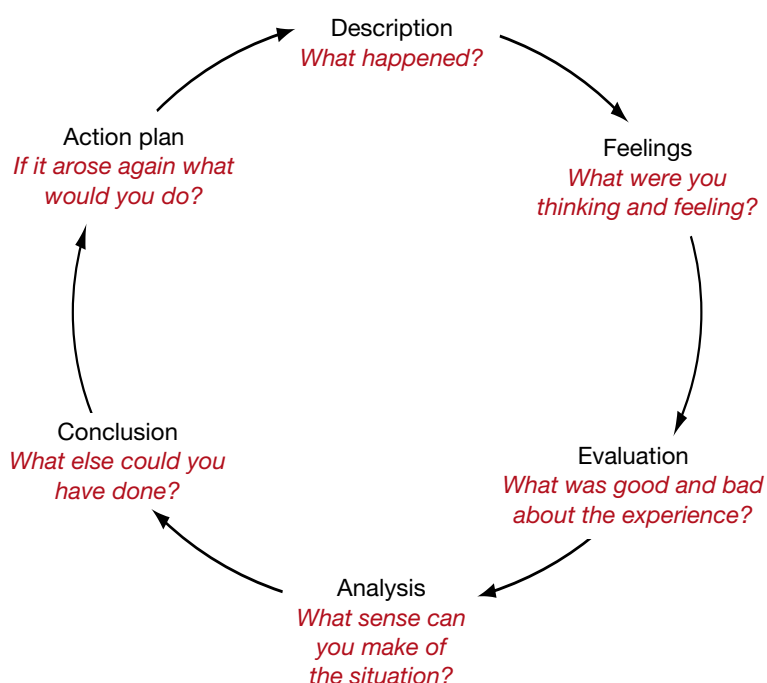 Description
What happened?
Feelings
What were you
thinking and feeling?
Evaluation
What was good and bad
about the experience?
Analysis
What sense can
you make of
the situation?
Conclusion
What else could you
have done?
Action plan
If it arose again what
would you do?